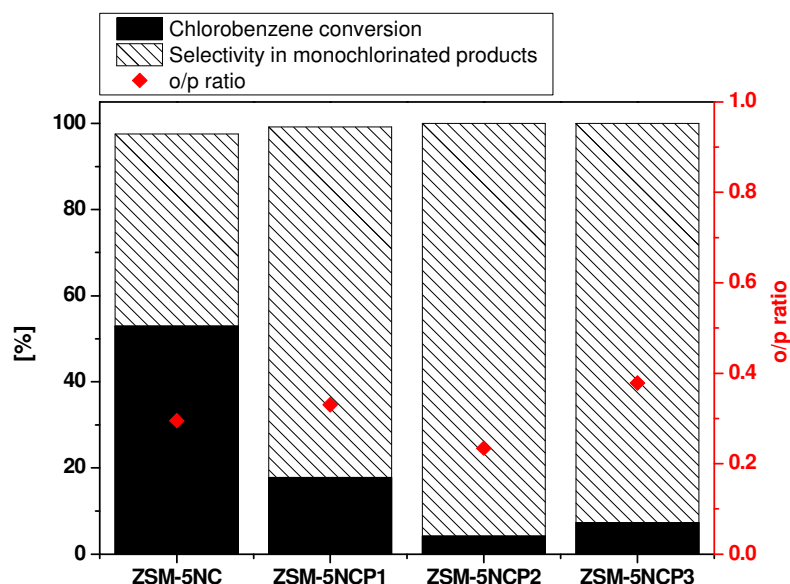 Chlorobenzene conversion
Selectivity in monochlorinated products
o/p ratio
100
80
60
40
20
0
[%]
1.0
0.8
0.6
0.4
0.2
0.0
o/p ratio
ZSM-5NC ZSM-5NCP1 ZSM-5NCP2 ZSM-5NCP3